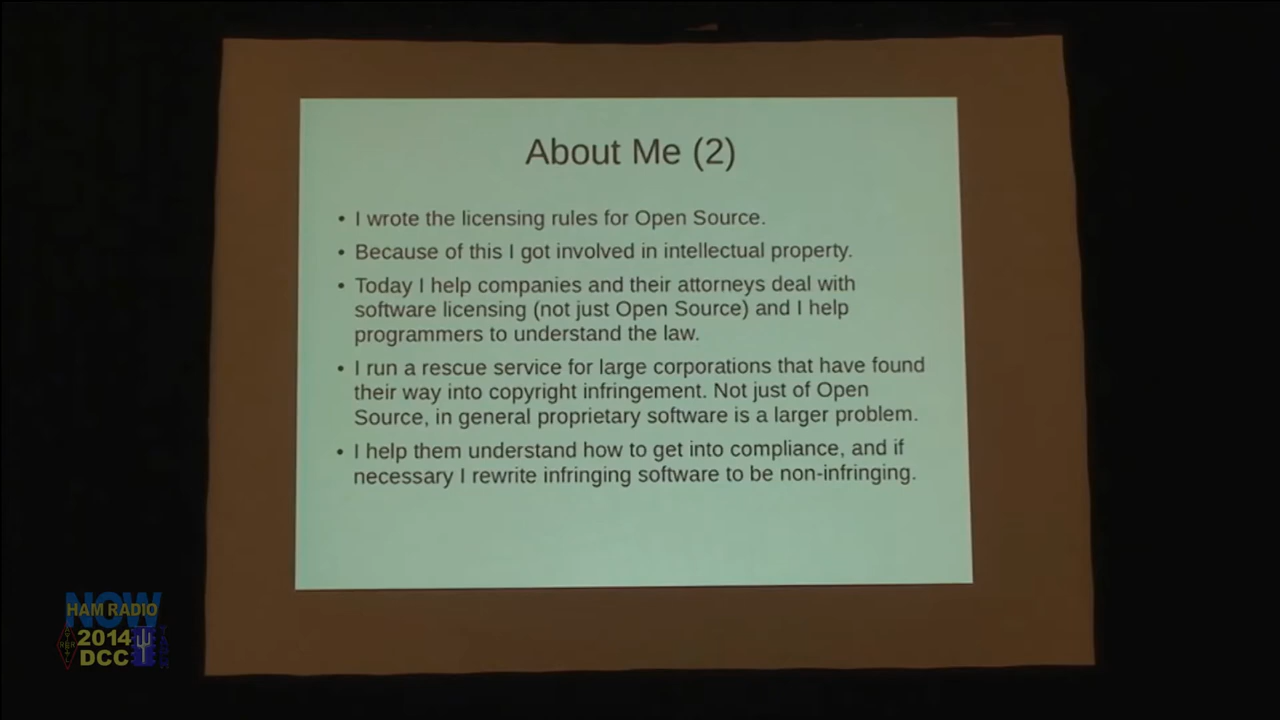 About Me (2)
• I wrote the licensing rules for Open Source.
• Because of this I got involved in intellectual property.
• Today I help companies and their attorneys deal with
software licensing (not just Open Source) and I help
programmers to understand the law.
• I run a rescue service for large corporations that have found
their way into copyright infringement. Not just of Open
Source, in general proprietary software is a larger problem.
• I help them understand how to get into compliance, and if
necessary I rewrite infringing software to be non-infringing.
NOW
HAM RADIO
2014
DCC